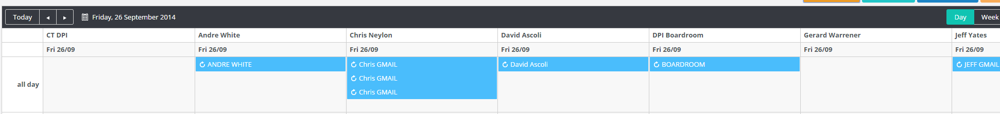 Today Friday, 26 September 2014 Day Week
CT DPI Andre White Chris Neylon David Ascoli DPI Boardroom Gerard Warrener Jeff Yates
Fri 26/09 Fri 26/09 Fri 26/09 Fri 26/09 Fri 26/09 Fri 26/09 Fri 26/09
ANDRE WHITE Chris GMAIL David Ascoli BOARDROOM JEFF GMAIL
Chris GMAIL
all day
Chris GMAIL